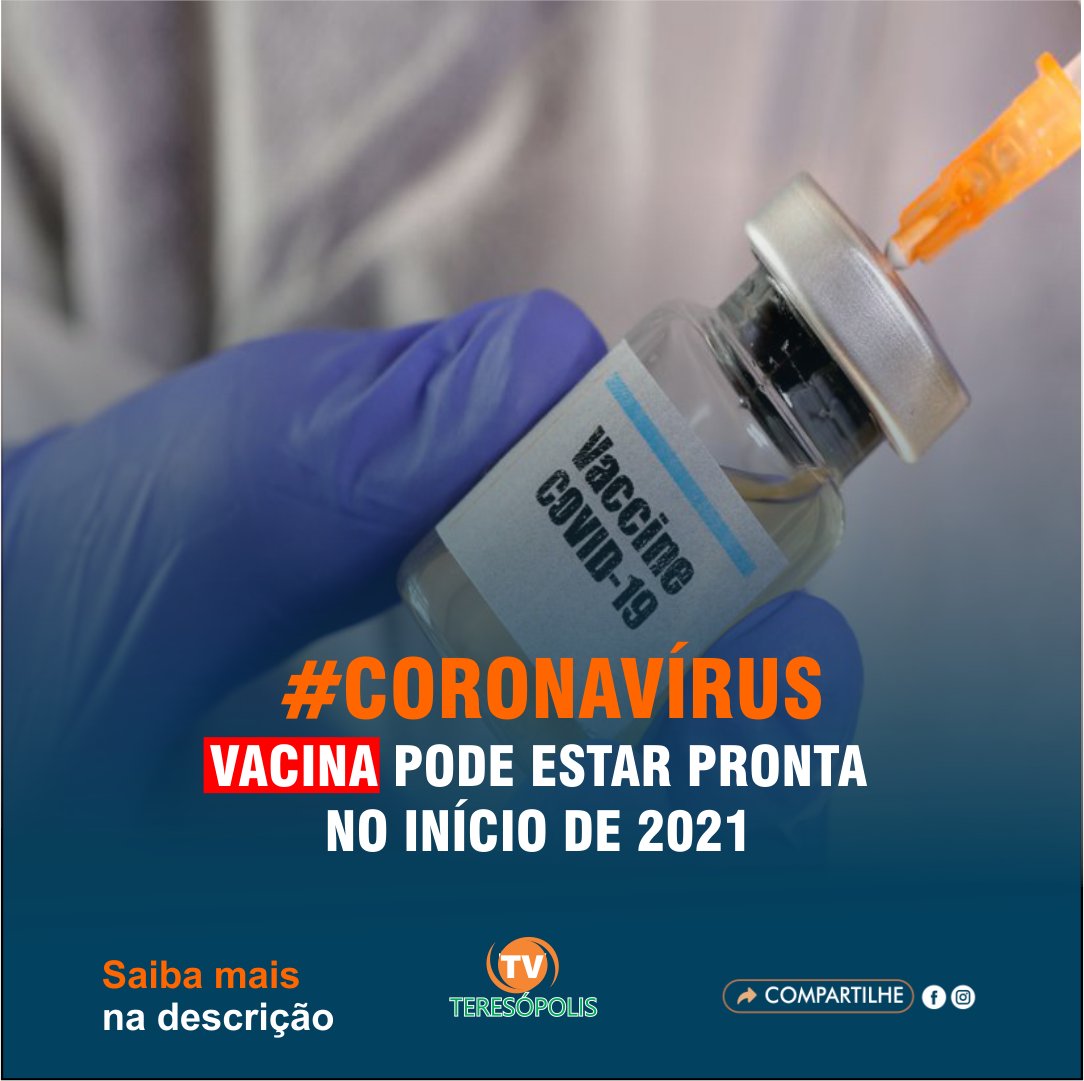 Vaccine
COVID-19
#CORONAVÍRUS
VACINA PODE ESTAR PRONTA
NO INÍCIO DE 2021
Saiba mais
na descrição
TV
TERESÓPOLIS
COMPARTILHE